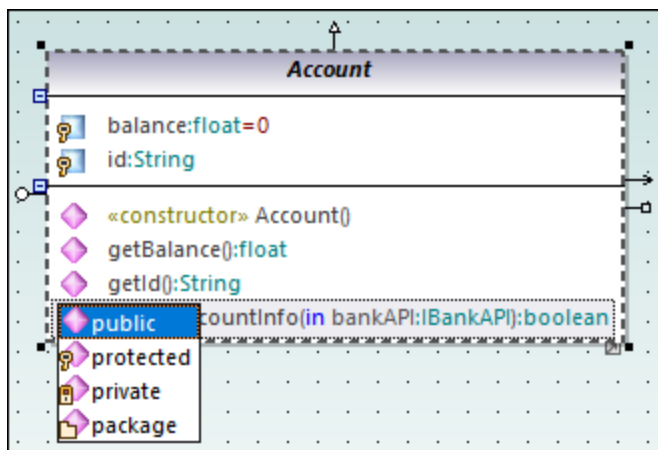 Account
balance:float=0
id:String
«constructor» Account()
getBalance():float
getId():String
countInfo(in bankAPI:IBankAPI):boolean
public
protected
private
package